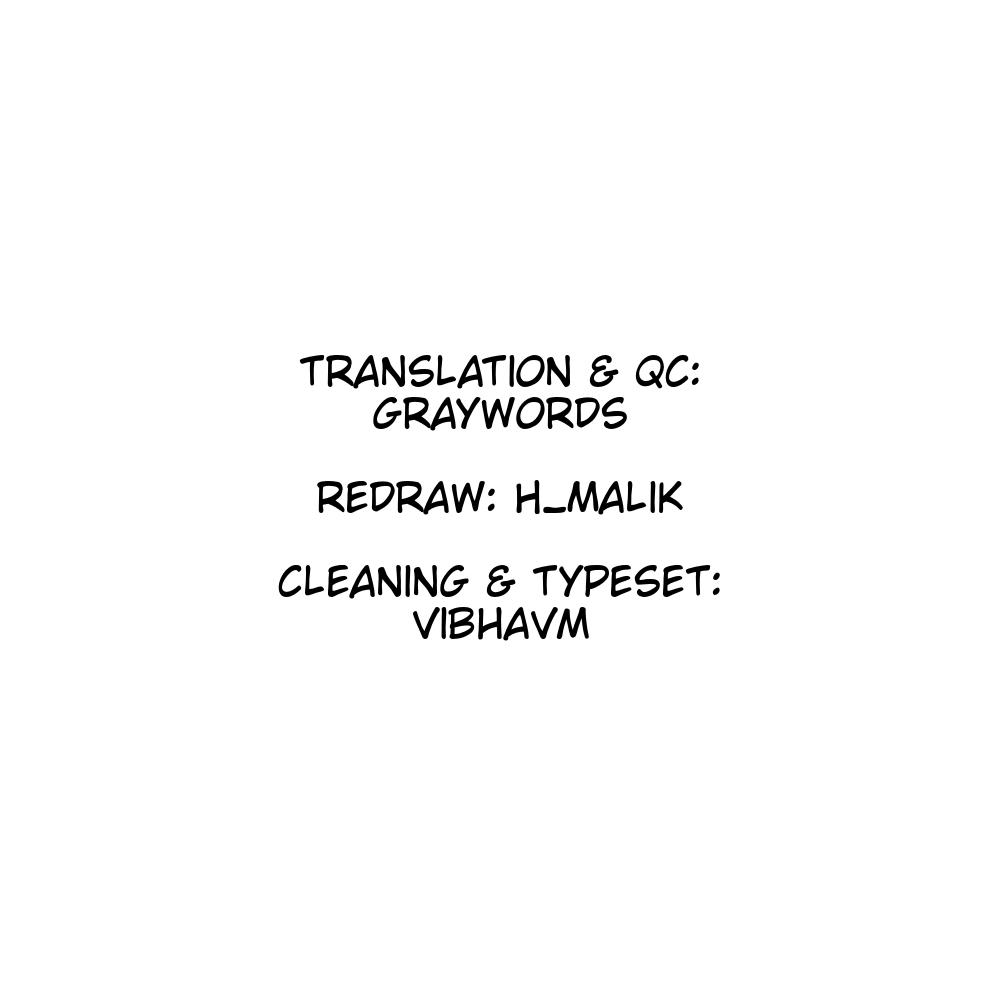 TRANSLATION & QC:
GRAYWORDS
REDRAW: H_MALIK
CLEANING & TYPESET:
VIBHAVM